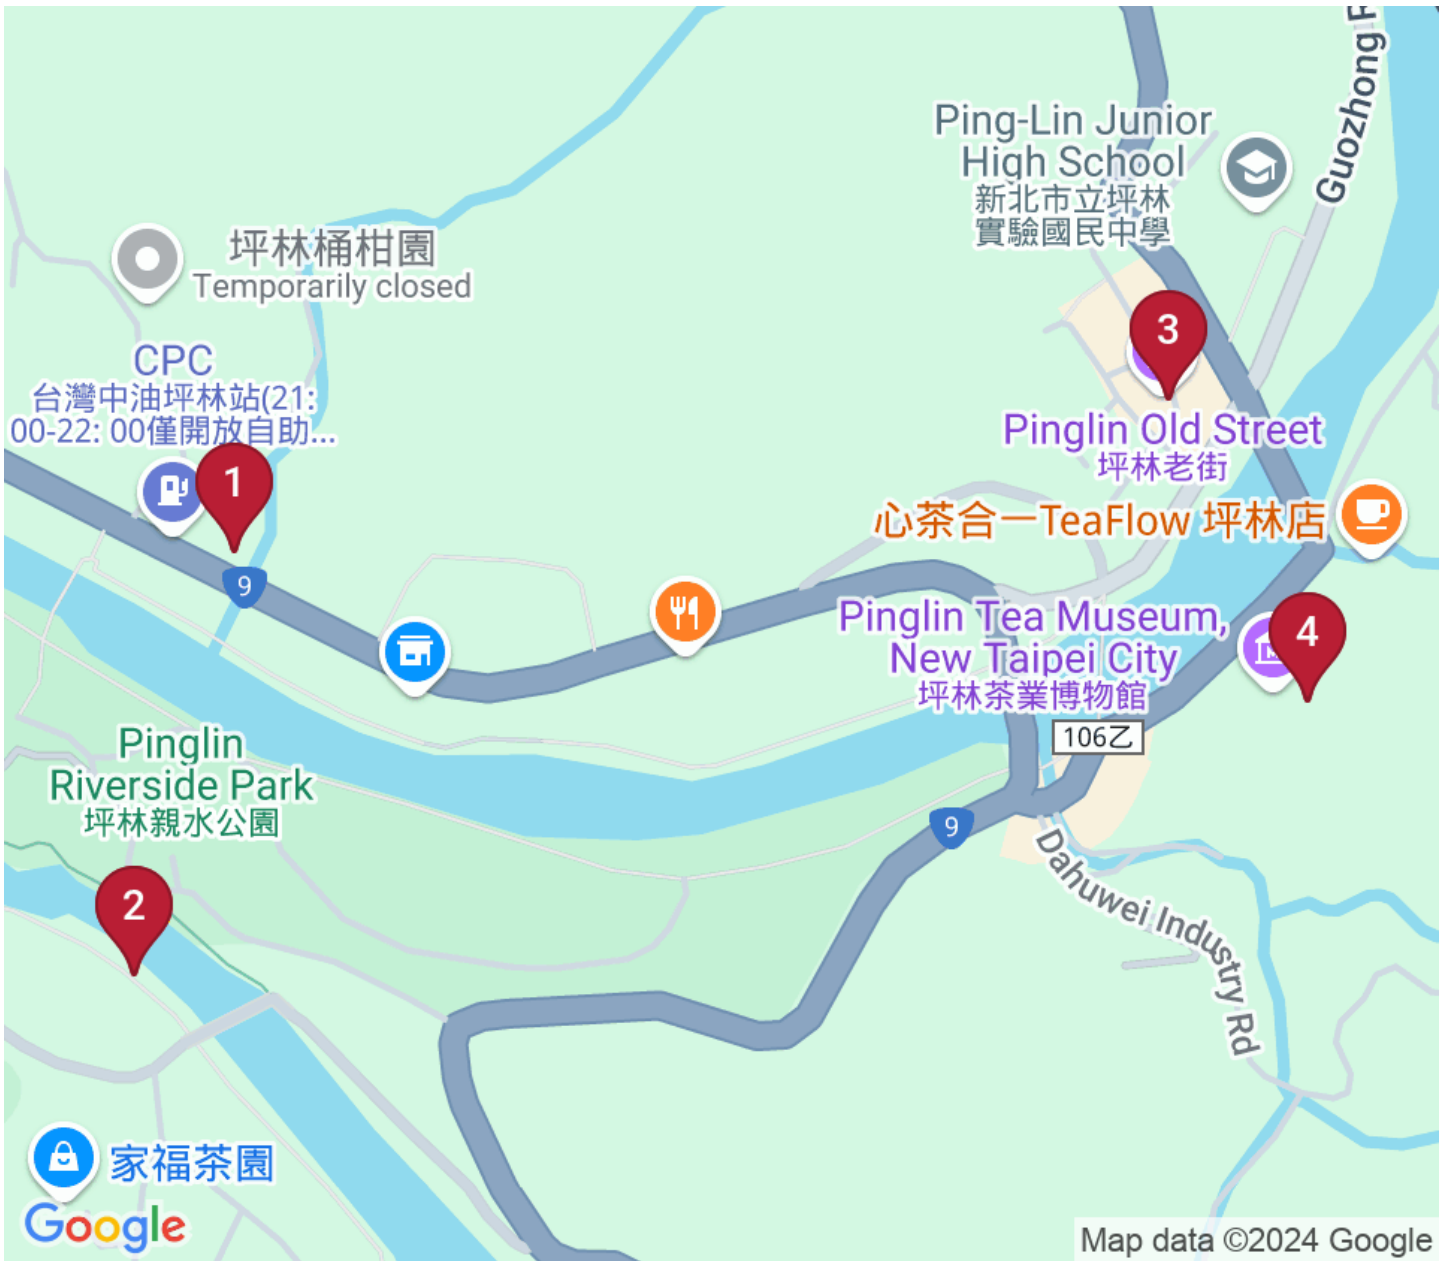 Guozhong
Ping-Lin Junior
High School
新北市立坪林
實驗國民中學
坪林桶柑園
Temporarily closed
3
CPC
台灣中油坪林站(21:
00-22: 00僅開放自助...
Pinglin Old Street
坪林老街
1
心茶合一TeaFlow 坪林店
9
Pinglin Tea Museum,
New Taipei City
坪林茶業博物館
4
106乙
Pinglin
Riverside Park
坪林親水公園
9
Dahuwei Industry Rd
2
家福茶園
Google
Map data ©2024 Google